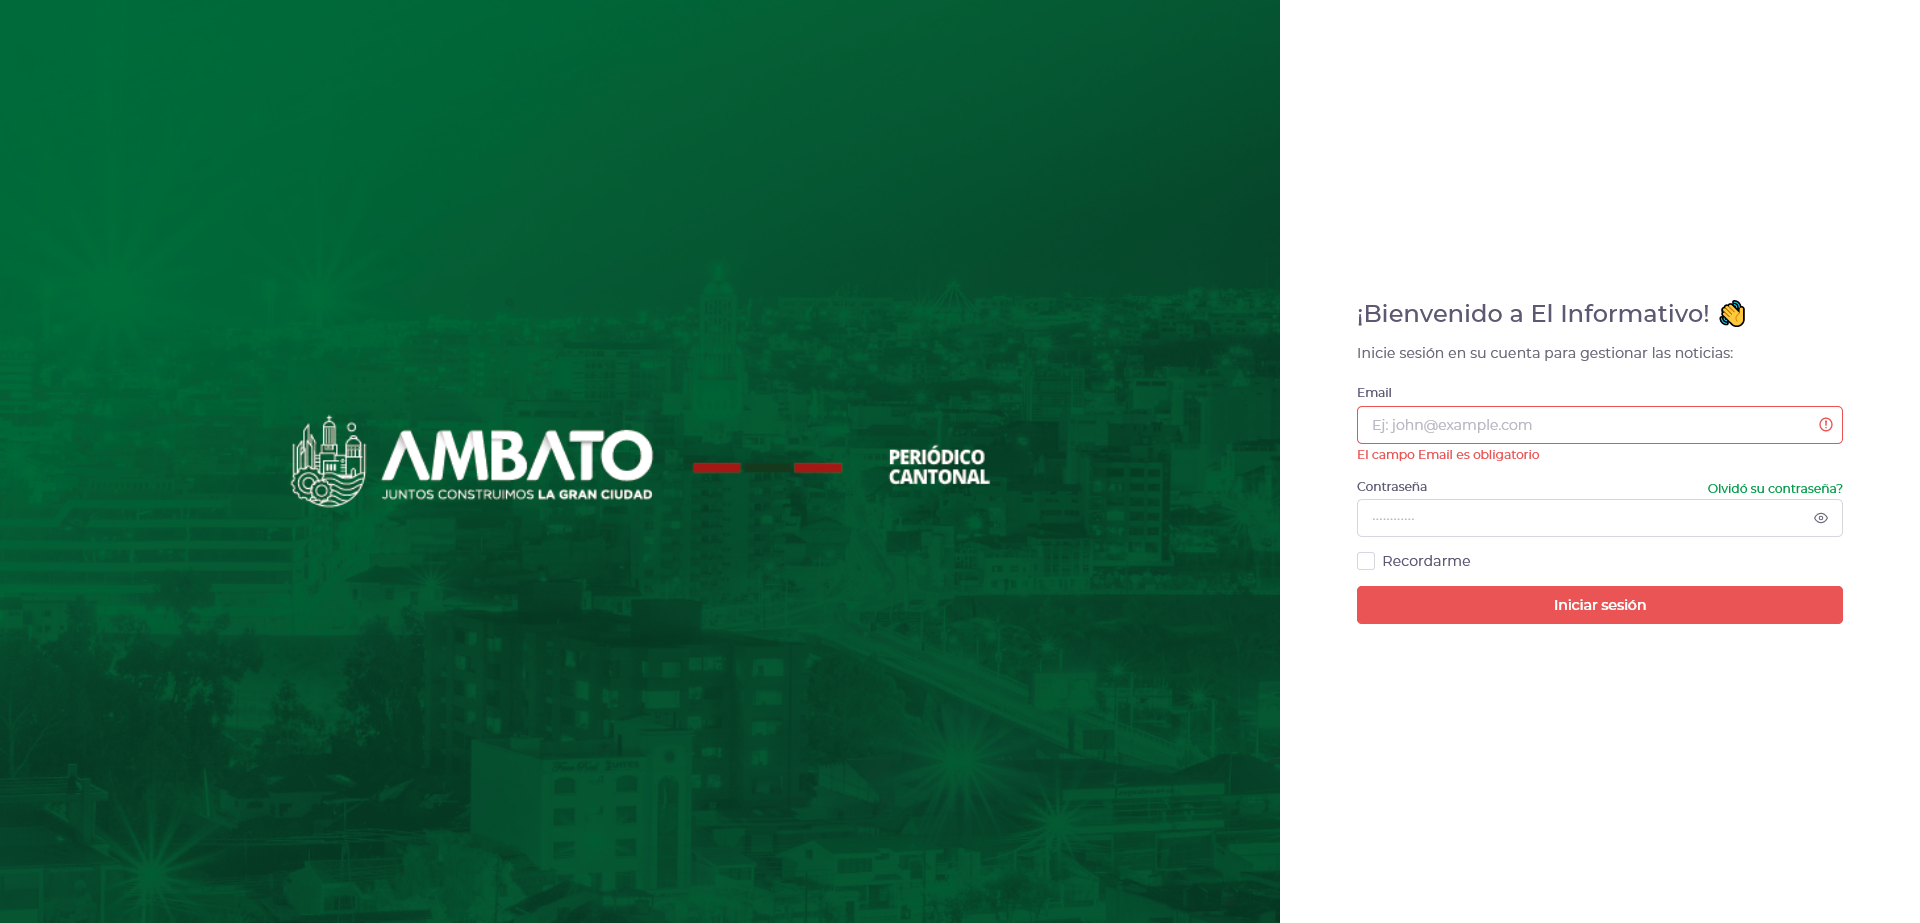 AMBATO
JUNTOS CONSTRUIMOS LA GRAN CIUDAD
PERIÓDICO
CANTONAL
¡Bienvenido a El Informativo! 👋
Inicie sesión en su cuenta para gestionar las noticias:
Email
Ej: john@example.com
El campo Email es obligatorio
Contraseña
Olvidó su contraseña?
············
Recordarme
Iniciar sesión